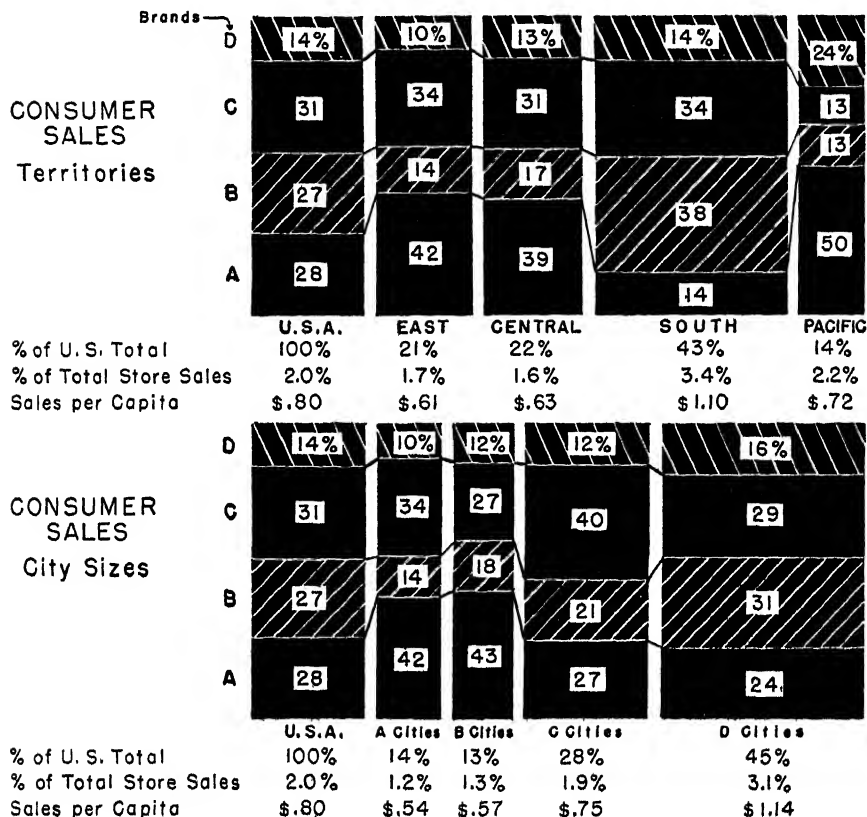 Brands
D 14% 10% 13% 14% 24%
CONSUMER SALES
Territories
C 31 34 31 34 13
B 27 14 17 38 13
A 28 42 39 14 50
U.S.A. EAST CENTRAL SOUTH PACIFIC
% of U.S. Total 100% 21% 22% 43% 14%
% of Total Store Sales 2.0% 1.7% 1.6% 3.4% 2.2%
Sales per Capita $.80 $.61 $.63 $1.10 $.72
D 14% 10% 12% 12% 16%
CONSUMER SALES
City Sizes
C 31 34 27 40 29
B 27 14 18 21 31
A 28 42 43 27 24
U.S.A. A Cities B Cities C Cities D Cities
% of U.S. Total 100% 14% 13% 28% 45%
% of Total Store Sales 2.0% 1.2% 1.3% 1.9% 3.1%
Sales per Capita $.80 $.54 $.57 $.75 $1.14